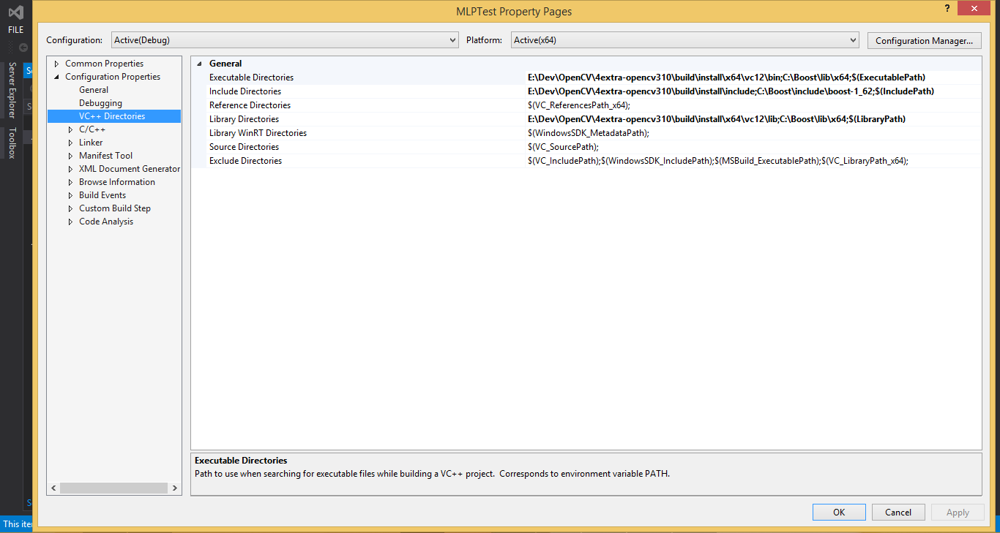 MLPTest Property Pages
?
FILE
Configuration: Active(Debug) Platform: Active(x64) Configuration Manager...
Server Explorer
Toolbox
Common Properties
Configuration Properties
General
Debugging
VC++ Directories
C/C++
Linker
Manifest Tool
XML Document Generator
Browse Information
Build Events
Custom Build Step
Code Analysis
General
Executable Directories E:\Dev\OpenCV\4extra-opencv310\build\install\x64\vc12\bin;C:\Boost\lib\x64;$(ExecutablePath)
Include Directories E:\Dev\OpenCV\4extra-opencv310\build\install\include;C:\Boost\include\boost-1_62;$(IncludePath)
Reference Directories $(VC_ReferencesPath_x64);
Library Directories E:\Dev\OpenCV\4extra-opencv310\build\install\x64\vc12\lib;C:\Boost\lib\x64;$(LibraryPath)
Library WinRT Directories $(WindowsSDK_MetadataPath);
Source Directories $(VC_SourcePath);
Exclude Directories $(VC_IncludePath);$(WindowsSDK_IncludePath);$(MSBuild_ExecutablePath);$(VC_LibraryPath_x64);
Executable Directories
Path to use when searching for executable files while building a VC++ project. Corresponds to environment variable PATH.
This
OK Cancel Apply